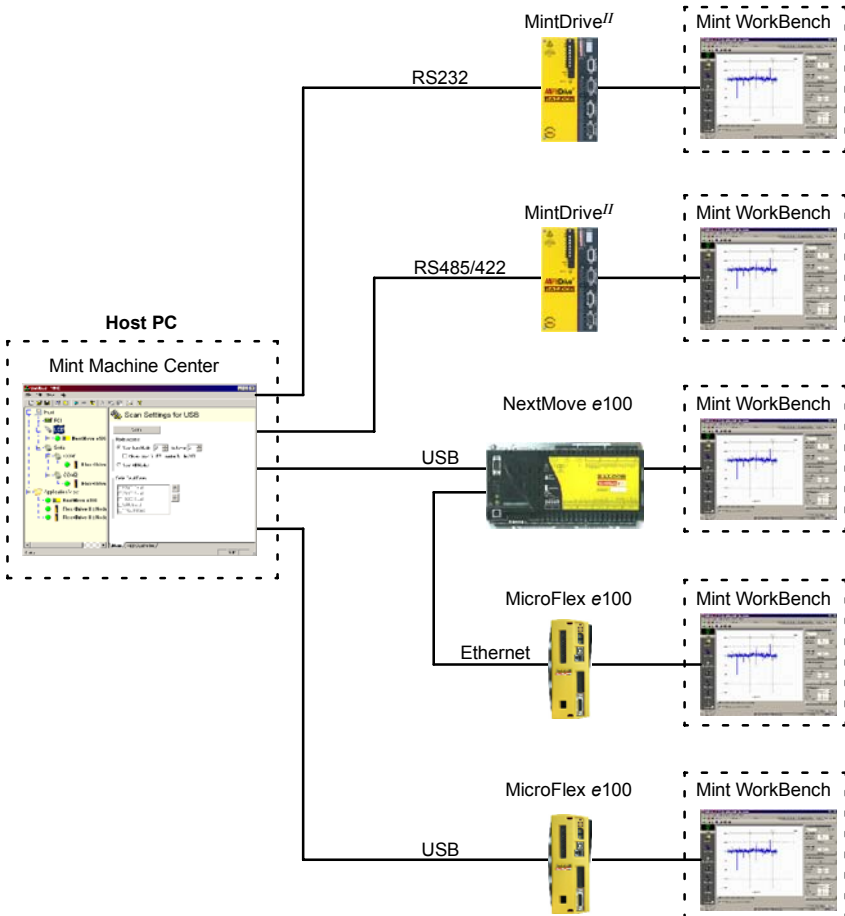 MintDrive II
Mint WorkBench
RS232
MintDrive II
Mint WorkBench
RS485/422
Host PC
Mint Machine Center
Scan Settings for USB
NextMove e100
Mint WorkBench
USB
MicroFlex e100
Mint WorkBench
Ethernet
MicroFlex e100
Mint WorkBench
USB